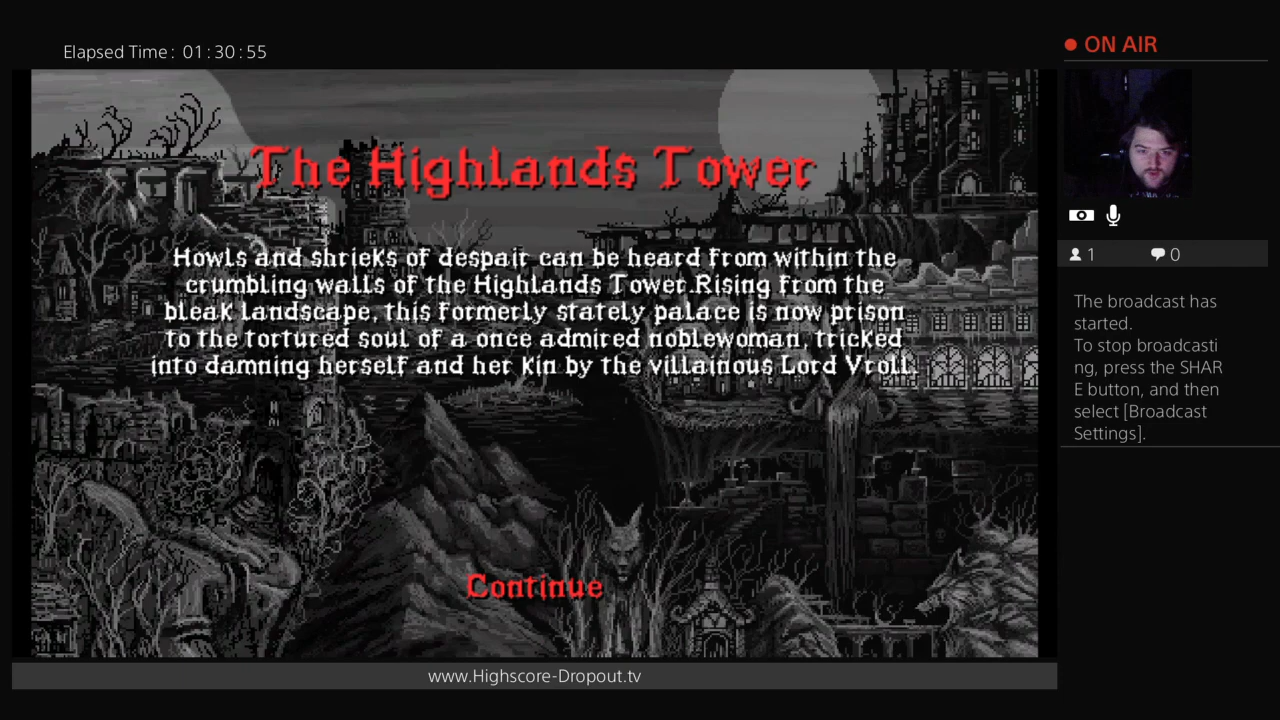 Elapsed Time: 01:30:55
ON AIR
The Highlands Tower
Howls and shrieks of despair can be heard from within the
crumbling walls of the Highlands Tower.Rising from the
bleak landscape, this formerly stately palace is now prison
to the tortured soul of a once admired noblewoman, tricked
into damning herself and her kin by the villainous Lord Vroll.
Continue
1
0
The broadcast has
started.
To stop broadcasti
ng, press the SHAR
E button, and then
select [Broadcast
Settings].
www.Highscore-Dropout.tv